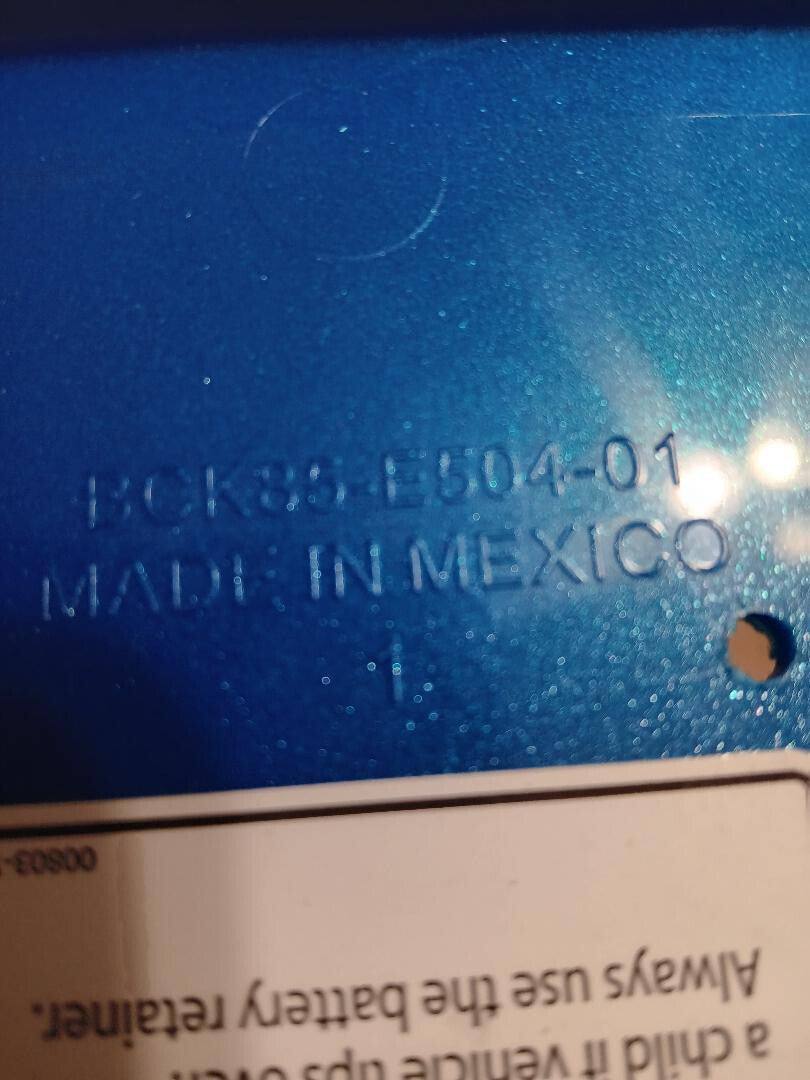 BCK85-E504-01
MADE IN MEXICO
1
a child if vehicle tips over.
Always use the battery retainer.
00803-